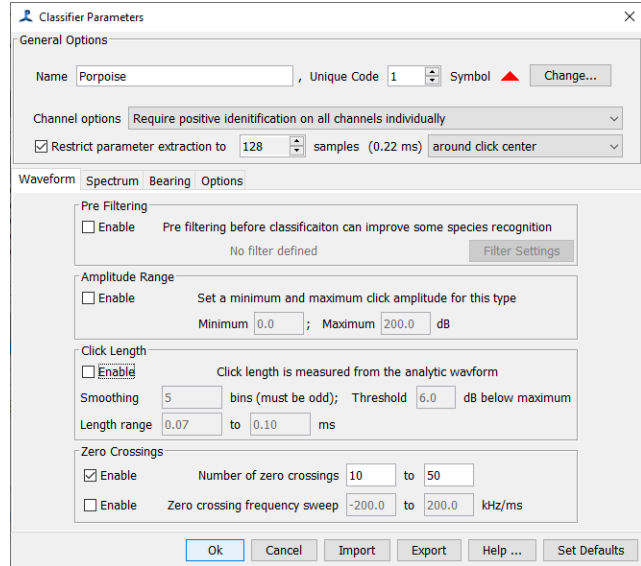 Classifier Parameters
General Options
Name Porpoise , Unique Code 1 Symbol Change...
Channel options Require positive idenitification on all channels individually
Restrict parameter extraction to 128 samples (0.22 ms) around click center
Waveform Spectrum Bearing Options
Pre Filtering
Enable Pre filtering before classificaiton can improve some species recognition
No filter defined Filter Settings
Amplitude Range
Enable Set a minimum and maximum click amplitude for this type
Minimum 0.0 ; Maximum 200.0 dB
Click Length
Enable Click length is measured from the analytic wavform
Smoothing 5 bins (must be odd); Threshold 6.0 dB below maximum
Length range 0.07 to 0.10 ms
Zero Crossings
Enable Number of zero crossings 10 to 50
Enable Zero crossing frequency sweep -200.0 to 200.0 kHz/ms
Ok Cancel Import Export Help ... Set Defaults